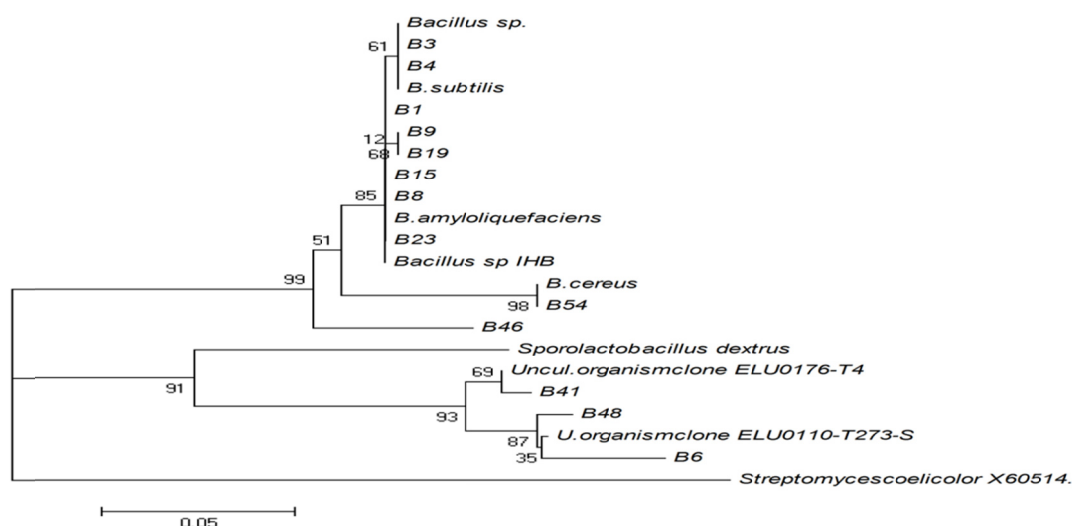 Bacillus sp.
61
B3
B4
B.subtilis
B1
12
B9
68
B19
B15
85
B8
B.amyloliquefaciens
51
B23
Bacillus sp IHB
99
B.cereus
98
B54
B46
Sporolactobacillus dextrus
69
Uncul.organismclone ELU0176-T4
91
B41
93
B48
87
U.organismclone ELU0110-T273-S
35
B6
Streptomycescoelicolor X60514.
0.05